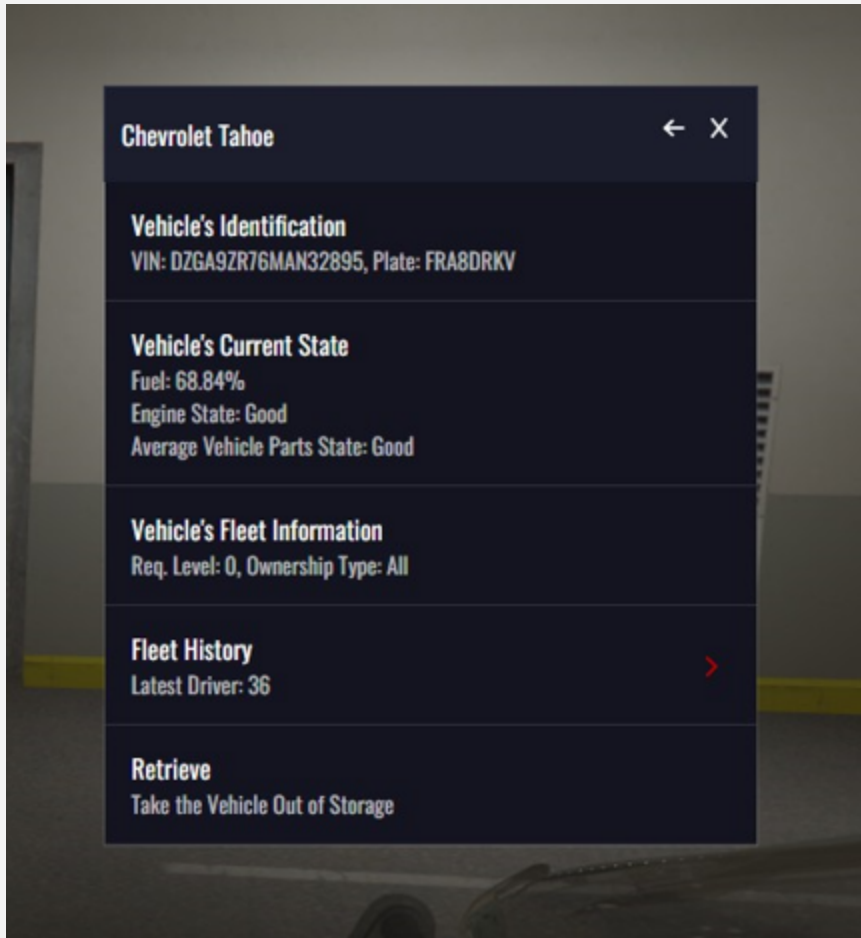 Chevrolet Tahoe
Vehicle's Identification
VIN: DZGA9ZR76MAN32895, Plate: FRA8DRKV
Vehicle's Current State
Fuel: 68.84%
Engine State: Good
Average Vehicle Parts State: Good
Vehicle's Fleet Information
Req. Level: 0, Ownership Type: All
Fleet History
Latest Driver: 36
Retrieve
Take the Vehicle Out of Storage